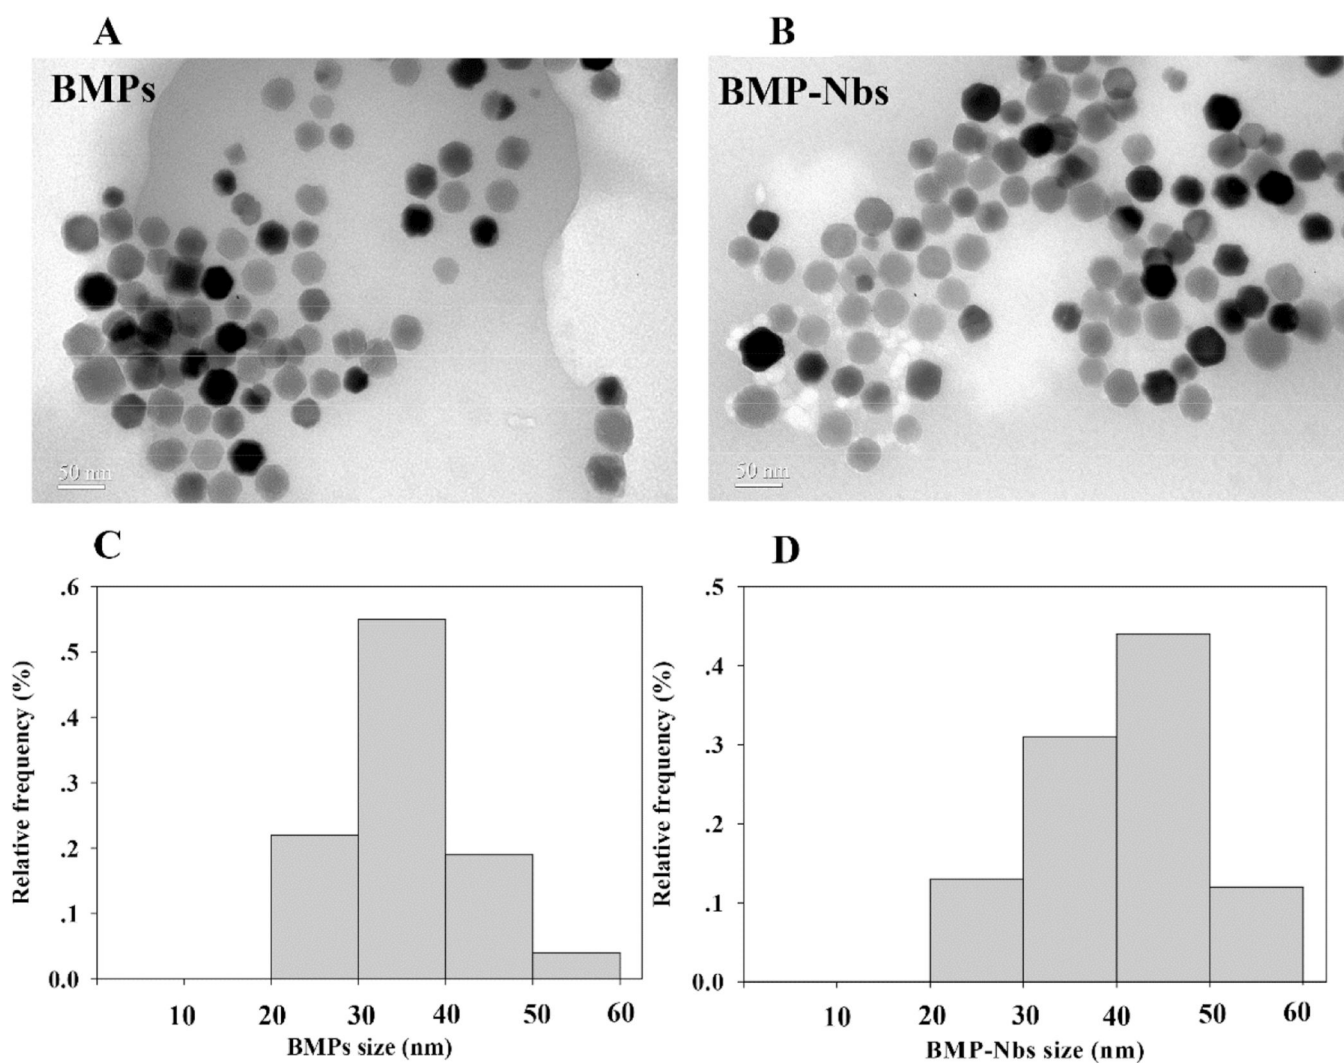 A
B
BMPs
BMP-Nbs
50 nm
50 nm
C
D
.6
.5
.4
.3
.2
.1
0.0
Relative frequency (%)
10 20 30 40 50 60
BMPs size (nm)
.5
.4
.3
.2
.1
0.0
Relative frequency (%)
10 20 30 40 50 60
BMP-Nbs size (nm)